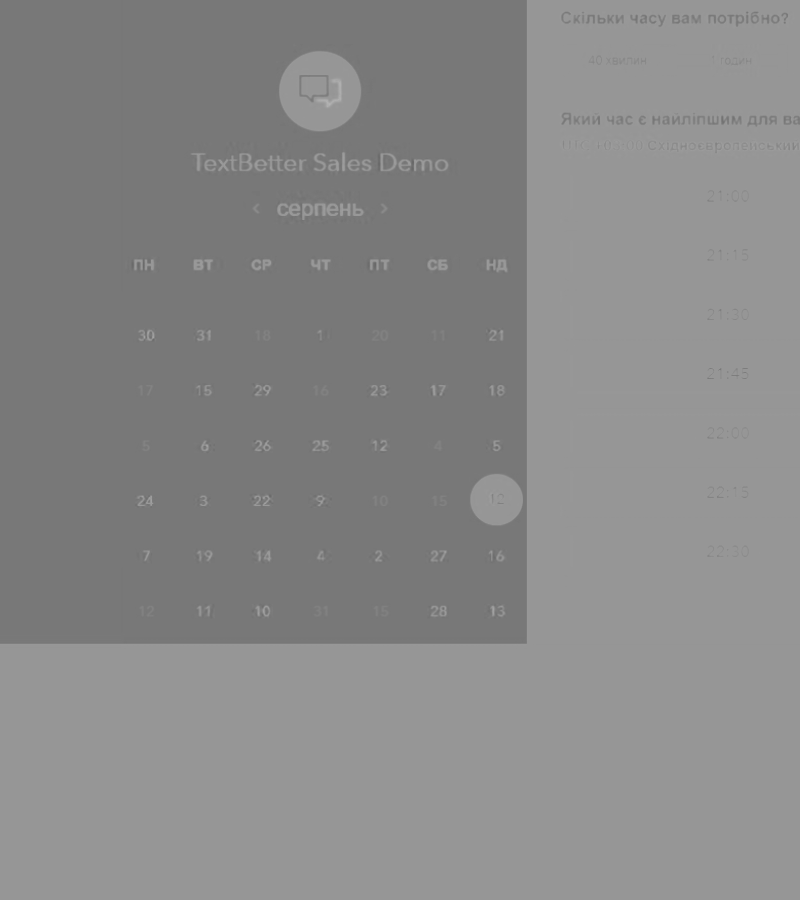 TextBetter Sales Demo
‹ серпень ›
ПН ВТ СР ЧТ ПТ СБ НД
30 31 18 1 20 11 21
17 15 29 16 23 17 18
5 6 26 25 12 4 5
24 3 22 9 10 15 12
7 19 14 4 2 27 16
12 11 10 31 15 28 13
Скільки часу вам потрібно?
40 хвилин 1 годин
Який час є наиліпшим для ва
Східноєвропейський
21:00
21:15
21:30
21:45
22:00
22:15
22:30